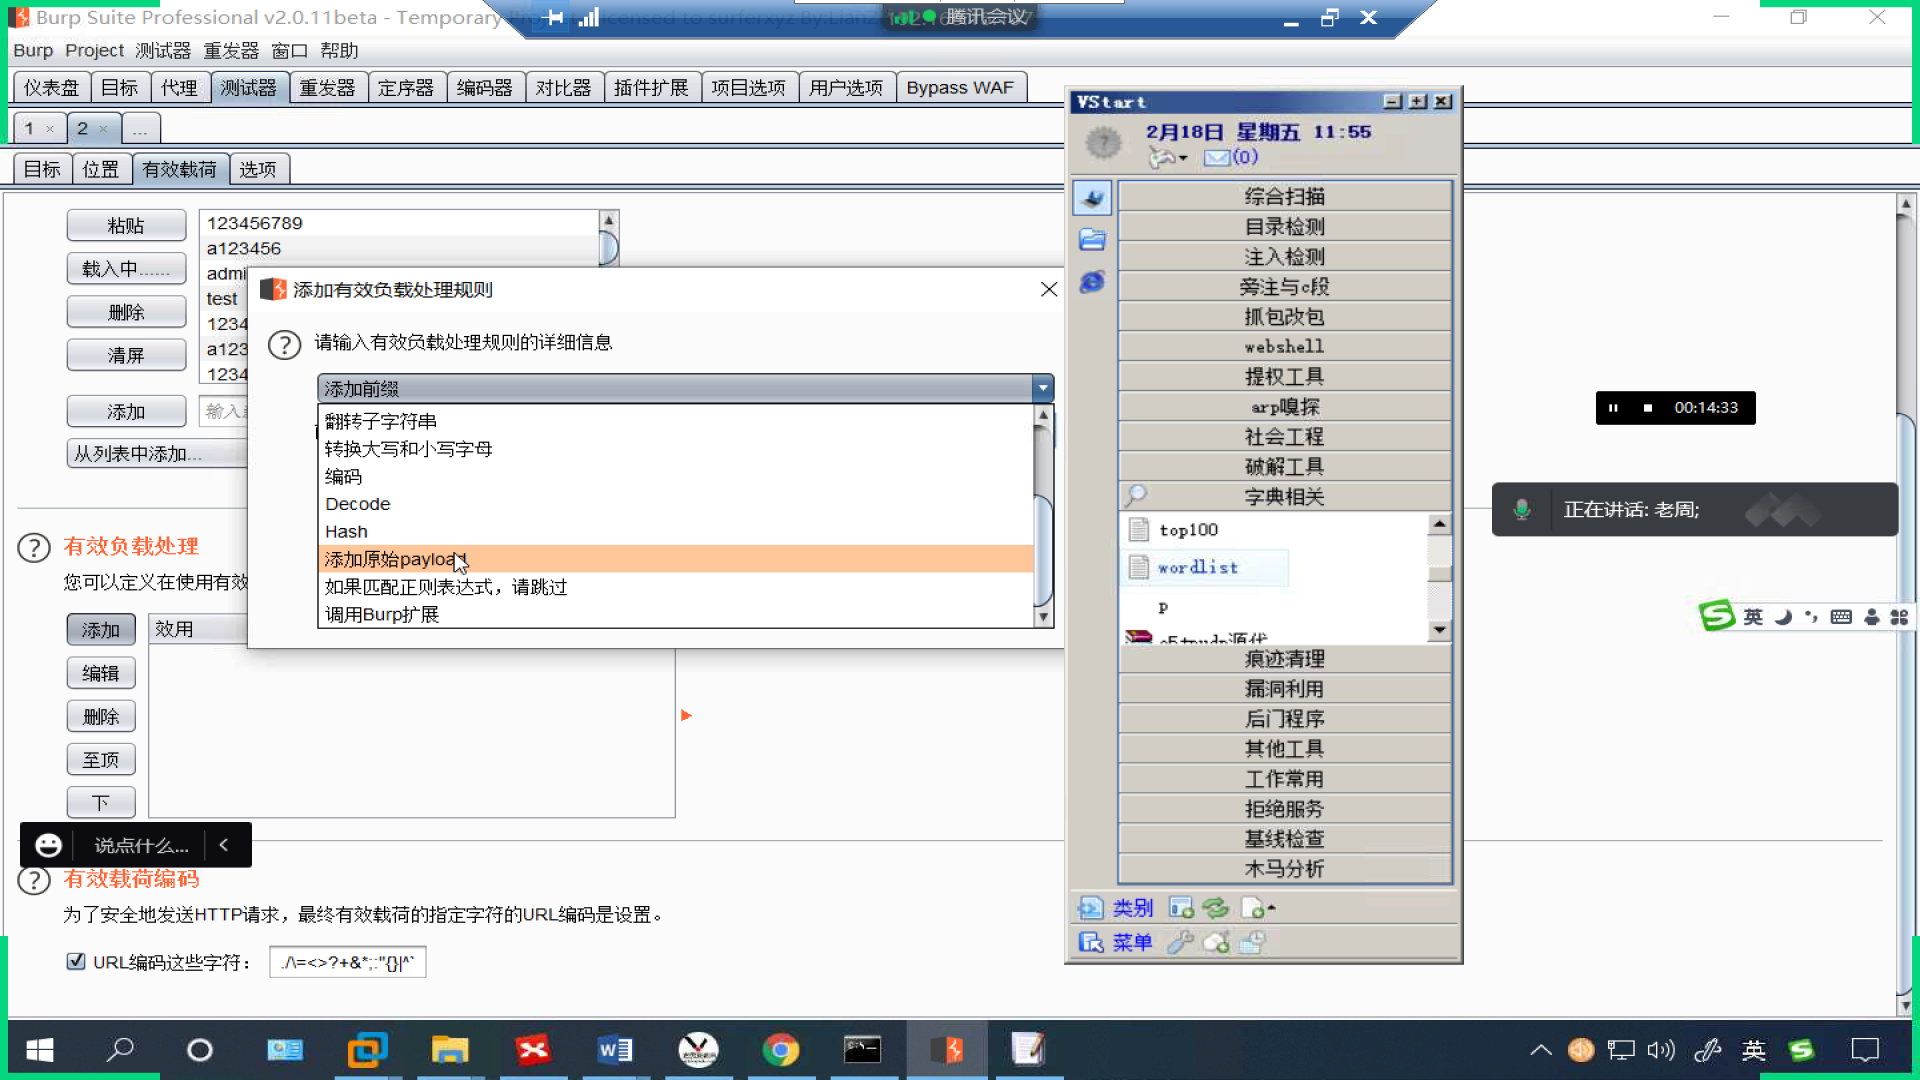 Burp Suite Professional v2.0.11beta - Temporary
licensed to surferxyz By:LianZ
腾讯会议
Burp Project 测试器 重发器 窗口 帮助
仪表盘 目标 代理 测试器 重发器 定序器 编码器 对比器 插件扩展 项目选项 用户选项 Bypass WAF
1 × 2 × ...
目标 位置 有效载荷 选项
粘贴
载入中......
删除
清屏
添加
从列表中添加...
123456789
a123456
admi
test
1234
a123
1234
添加有效负载处理规则
请输入有效负载处理规则的详细信息
添加前缀
翻转子字符串
转换大写和小写字母
编码
Decode
Hash
添加原始payload
如果匹配正则表达式，请跳过
调用Burp扩展
有效负载处理
您可以定义在使用有效
添加
编辑
删除
至顶
下
效用
说点什么...
有效载荷编码
为了安全地发送HTTP请求，最终有效载荷的指定字符的URL编码是设置。
URL编码这些字符：
./\=<>?+&*;:"{}|^`
VStart
2月18日 星期五 11:55
(0)
综合扫描
目录检测
注入检测
旁注与c段
抓包改包
webshell
提权工具
arp嗅探
社会工程
破解工具
字典相关
top100
wordlist
p
痕迹清理
漏洞利用
后门程序
其他工具
工作常用
拒绝服务
基线检查
木马分析
类别
菜单
00:14:33
正在讲话: 老周;
英
英